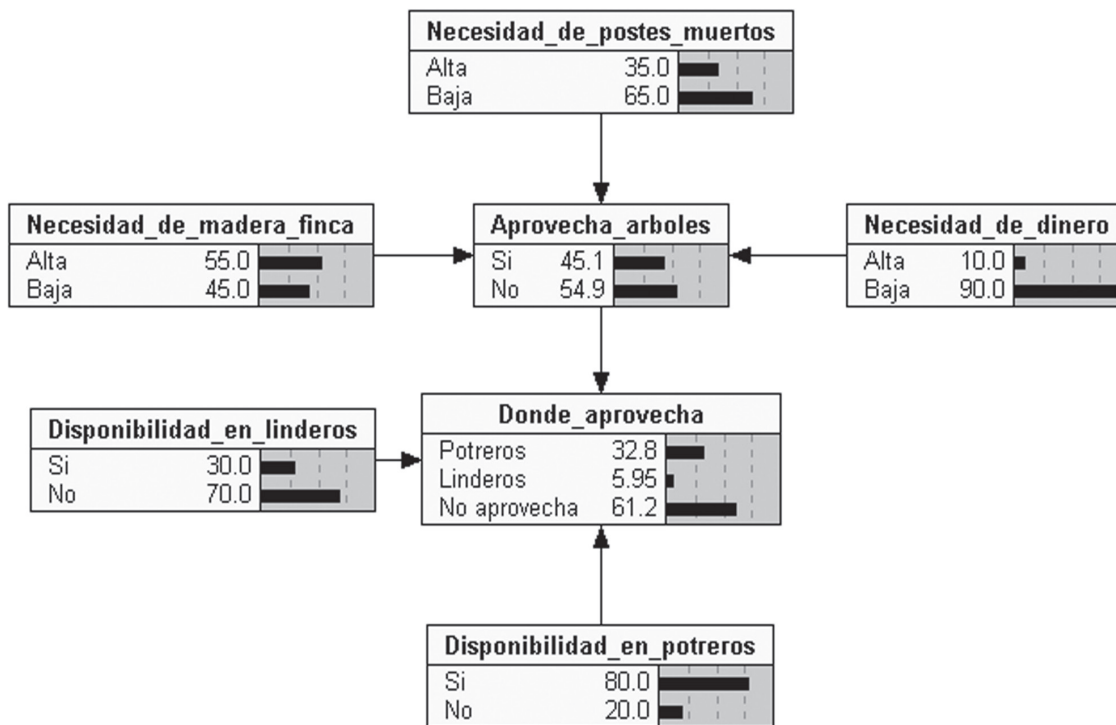 Necesidad_de_postes_muertos
Alta 35.0
Baja 65.0
Necesidad_de_madera_finca
Alta 55.0
Baja 45.0
Aprovecha_arboles
Si 45.1
No 54.9
Necesidad_de_dinero
Alta 10.0
Baja 90.0
Disponibilidad_en_linderos
Si 30.0
No 70.0
Donde_aprovecha
Potreros 32.8
Linderos 5.95
No aprovecha 61.2
Disponibilidad_en_potreros
Si 80.0
No 20.0